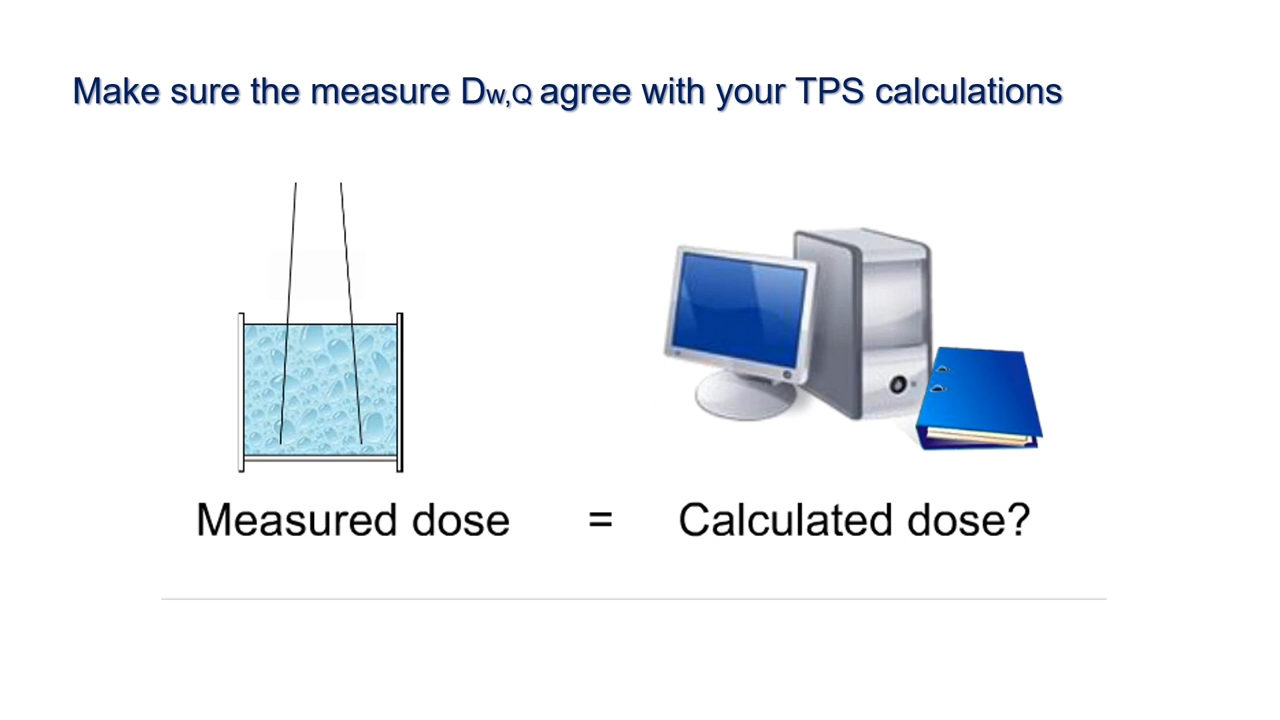 Make sure the measure Dw,Q agree with your TPS calculations
Measured dose = Calculated dose?